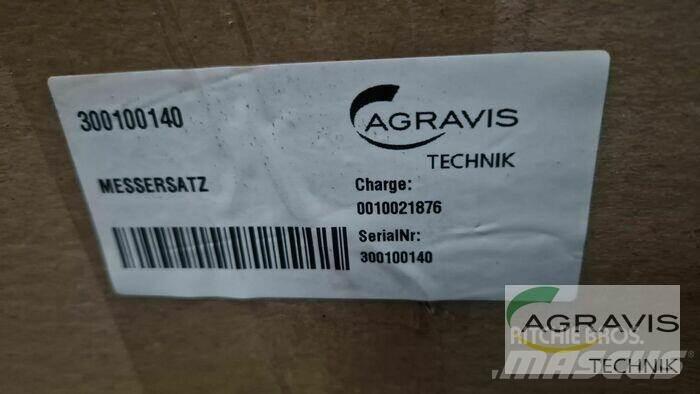 300100140
AGRAVIS
TECHNIK
MESSERSATZ
Charge:
0010021876
SerialNr:
300100140
AGRAVIS
RITCHIE BROS.
MASCUS
TECHNIK